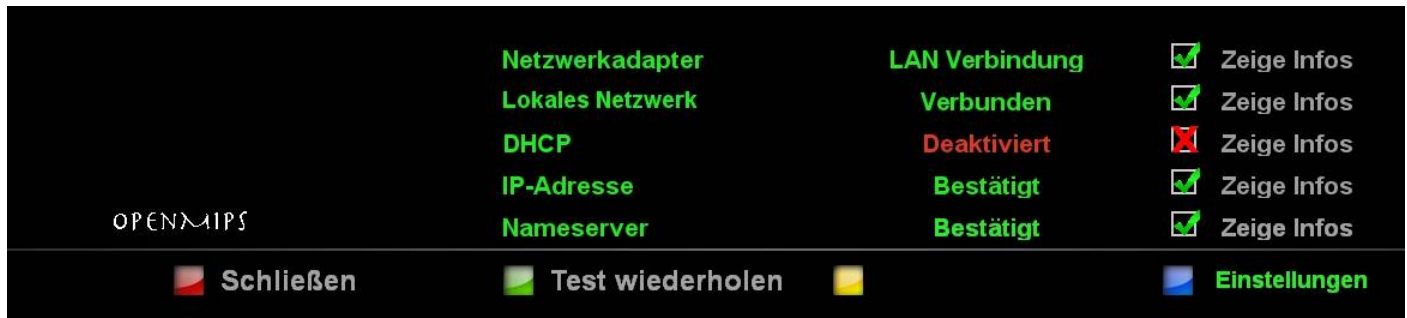 Netzwerkadapter LAN Verbindung Zeige Infos
Lokales Netzwerk Verbunden Zeige Infos
DHCP Deaktiviert Zeige Infos
IP-Adresse Bestätigt Zeige Infos
OPENMIPS
Nameserver Bestätigt Zeige Infos
Schließen Test wiederholen Einstellungen